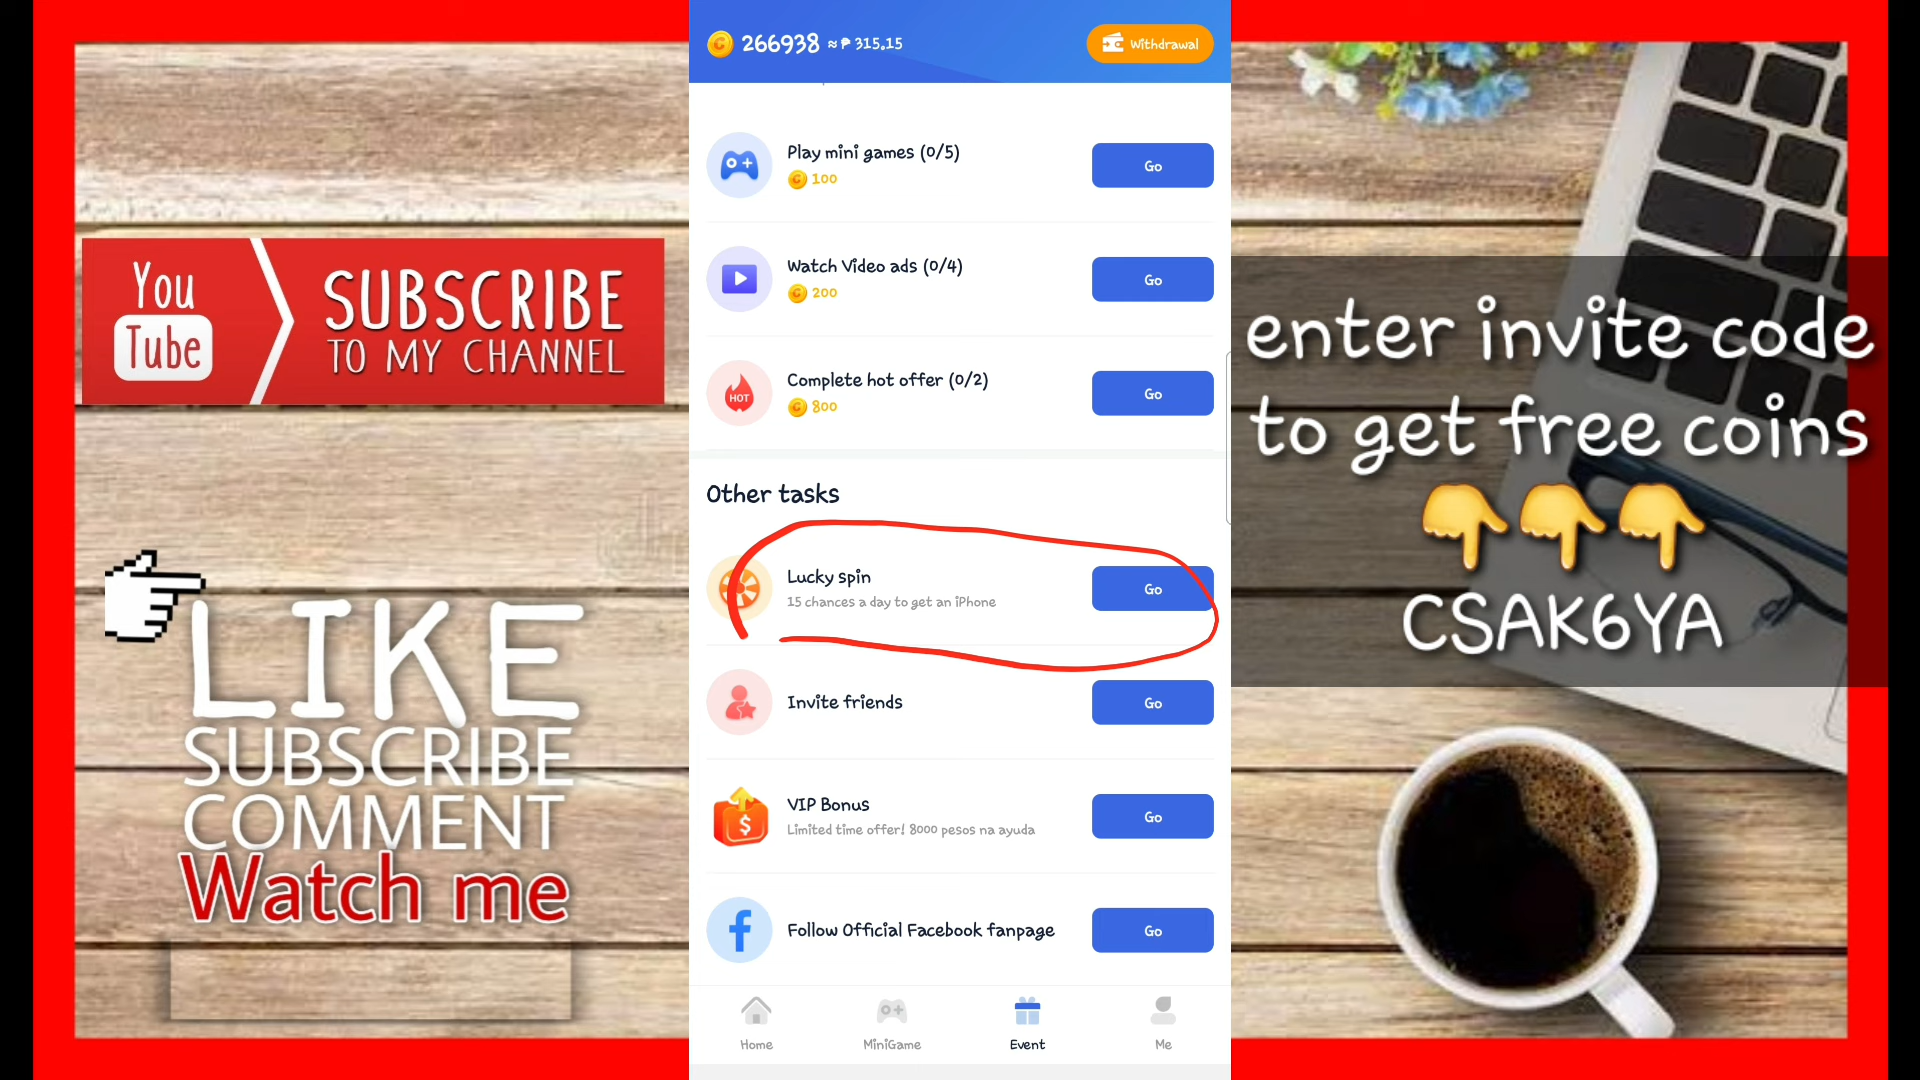 You
Tube
SUBSCRIBE
TO MY CHANNEL
LIKE
SUBSCRIBE
COMMENT
Watch me
266938 ≈ ₱ 315.15
Withdrawal
Play mini games (0/5)
100
Go
Watch Video ads (0/4)
200
Go
Complete hot offer (0/2)
HOT
800
Go
Other tasks
Lucky spin
15 chances a day to get an iPhone
Go
Invite friends
Go
VIP Bonus
Limited time offer! 8000 pesos na ayuda
Go
Follow Official Facebook fanpage
Go
Home
MiniGame
Event
Me
enter invite code
to get free coins
👇👇👇
CSAK6YA